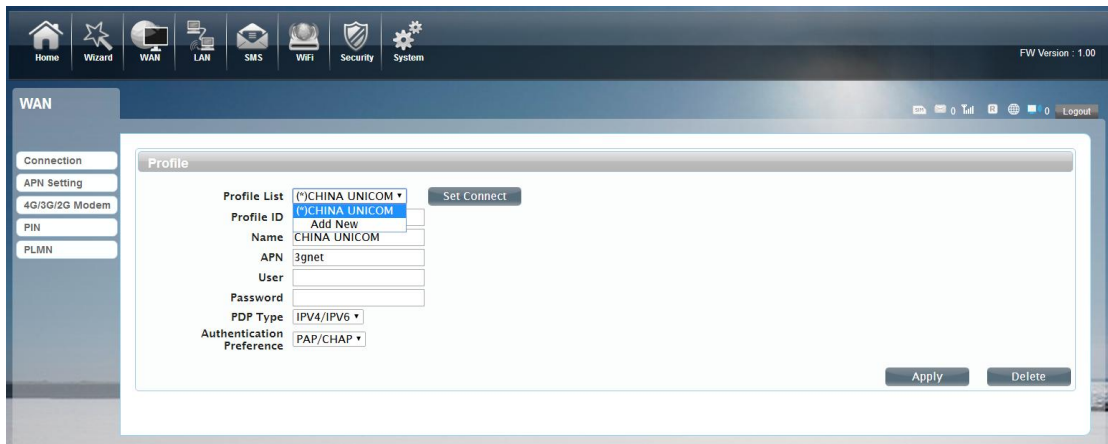 Home Wizard WAN LAN SMS WiFi Security System
FW Version : 1.00
WAN
0 R 0 Logout
Connection
APN Setting
4G/3G/2G Modem
PIN
PLMN
Profile
Profile List (*)CHINA UNICOM Set Connect
(*)CHINA UNICOM
Add New
Profile ID
Name CHINA UNICOM
APN 3gnet
User
Password
PDP Type IPV4/IPV6
Authentication
Preference PAP/CHAP
Apply Delete